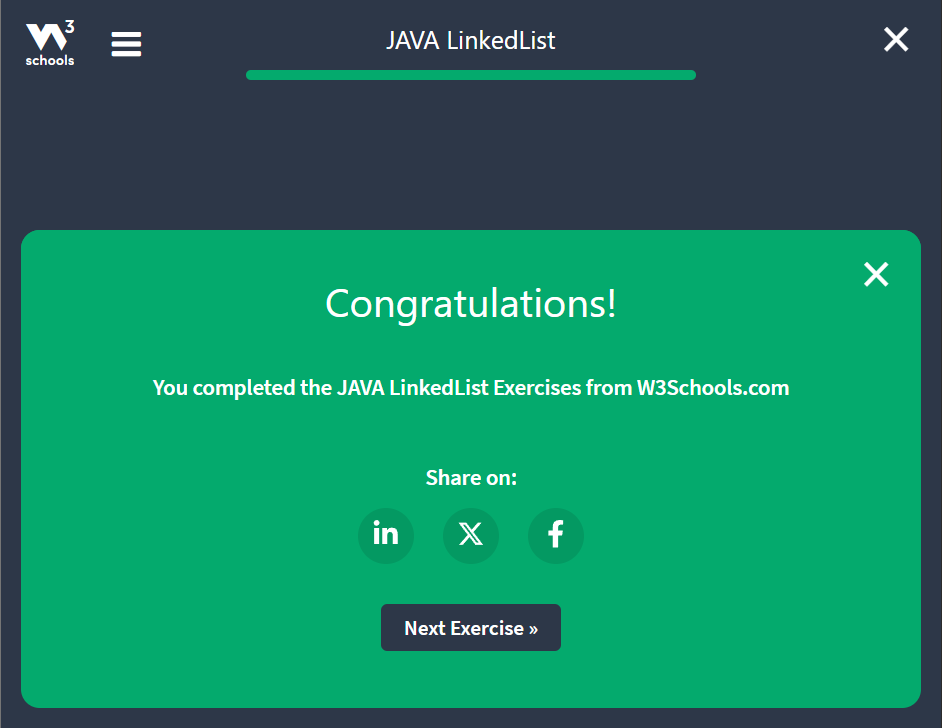 W3
schools
JAVA LinkedList
Congratulations!
You completed the JAVA LinkedList Exercises from W3Schools.com
Share on:
in
X
f
Next Exercise »